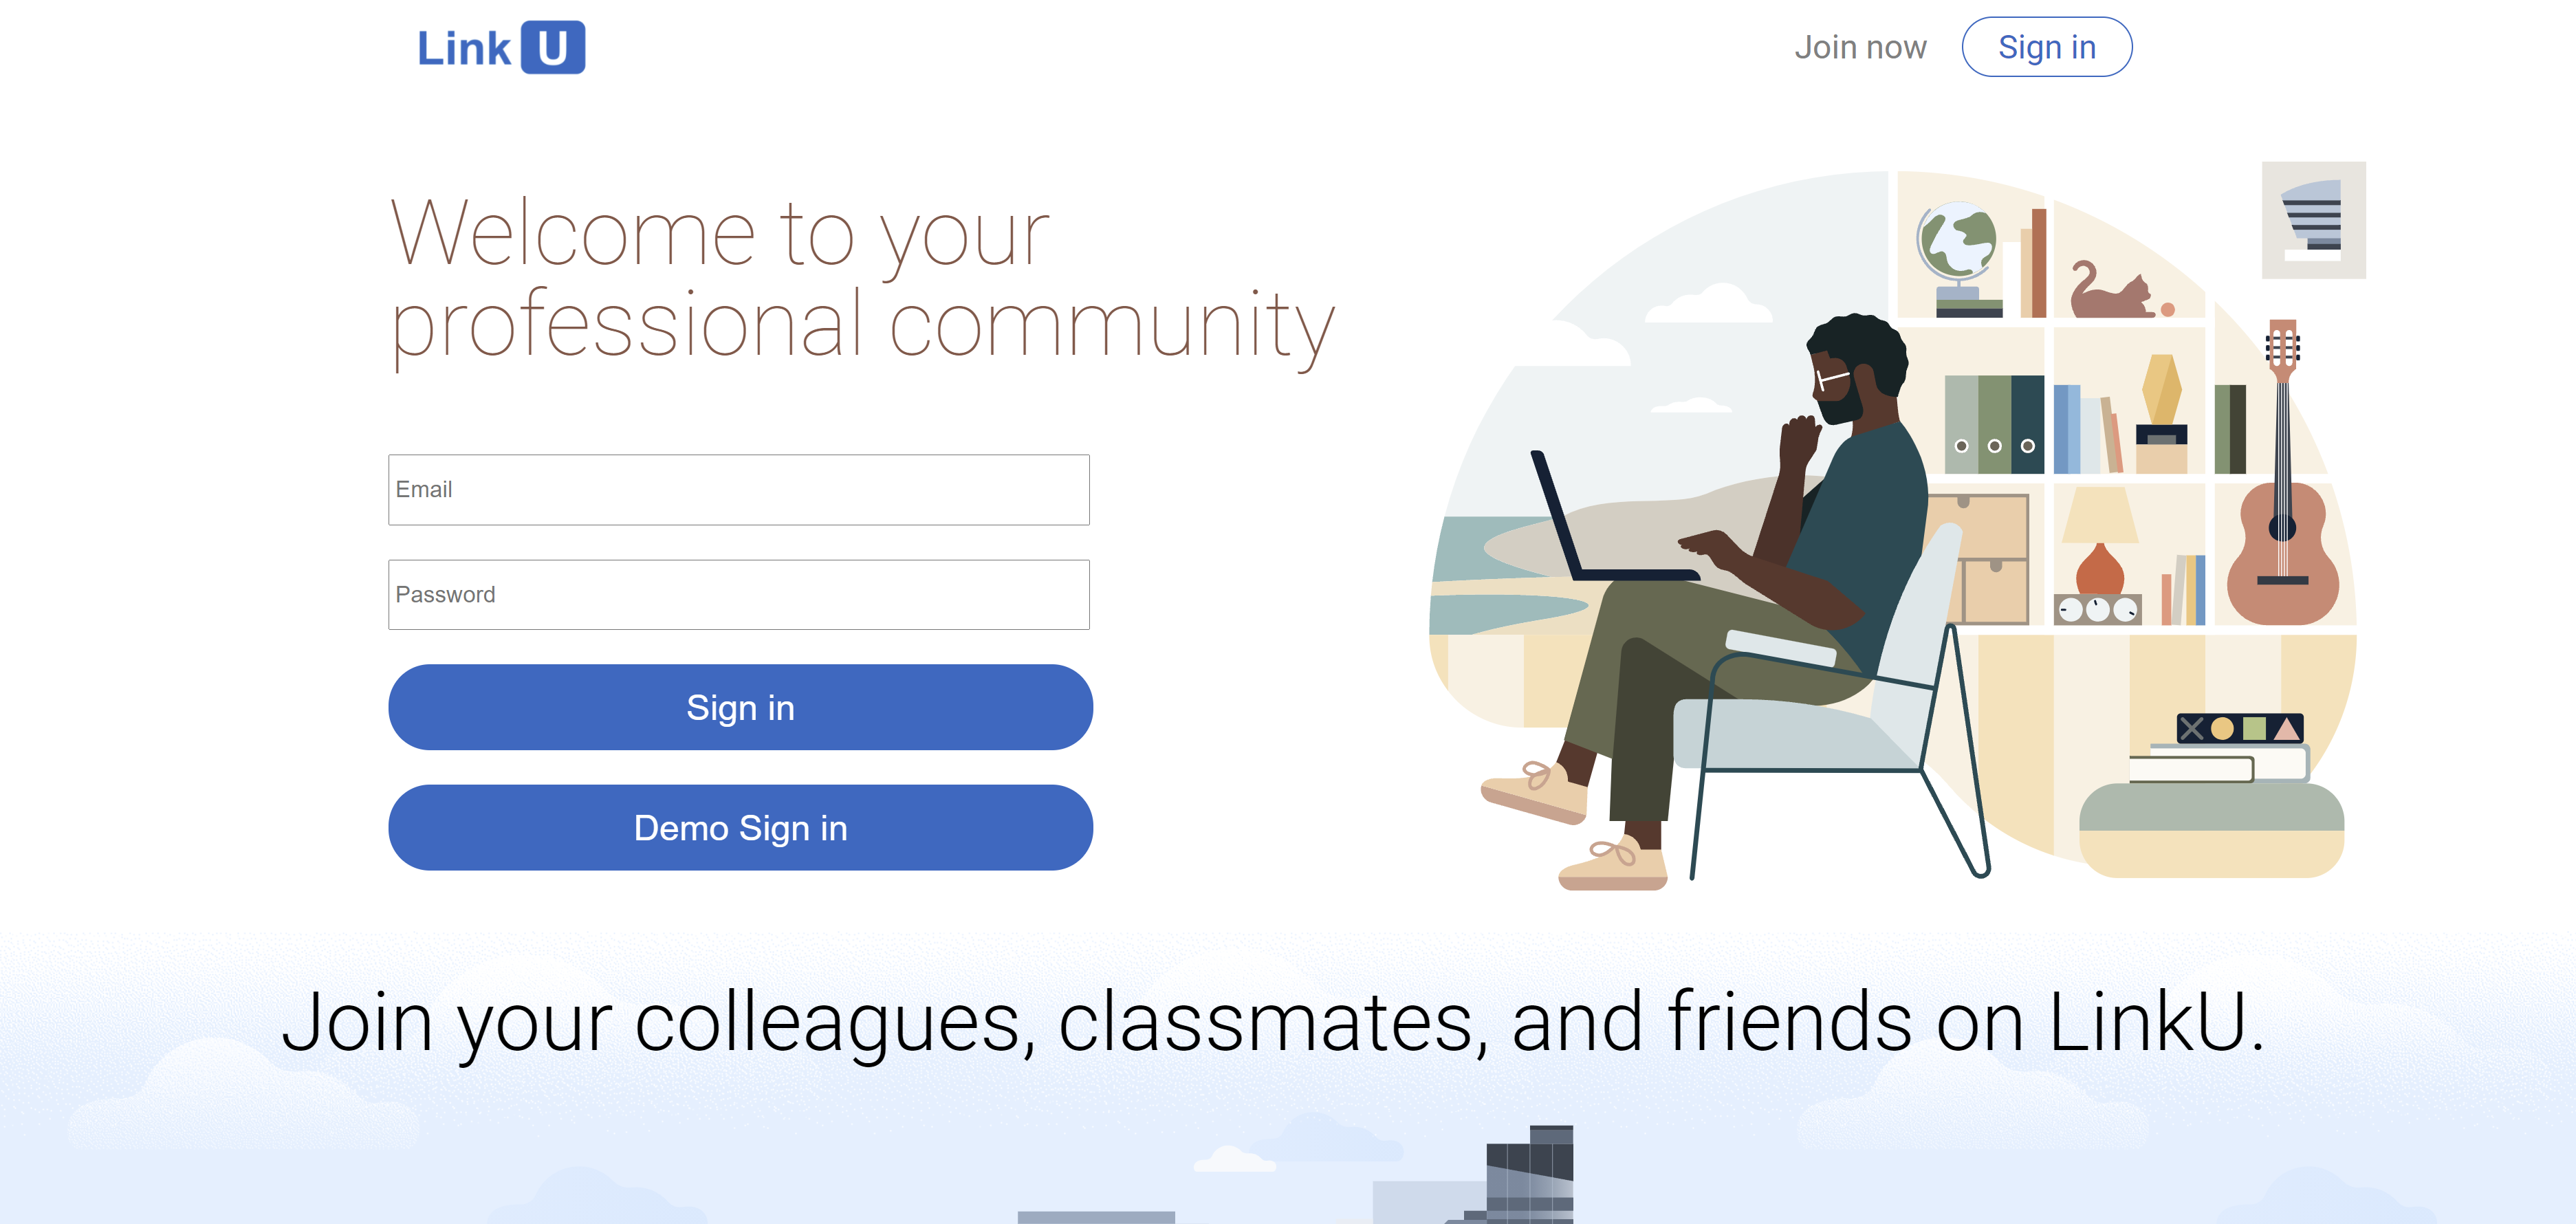 Link U
Join now
Sign in
Welcome to your
professional community
Email
Password
Sign in
Demo Sign in
Join your colleagues, classmates, and friends on LinkU.